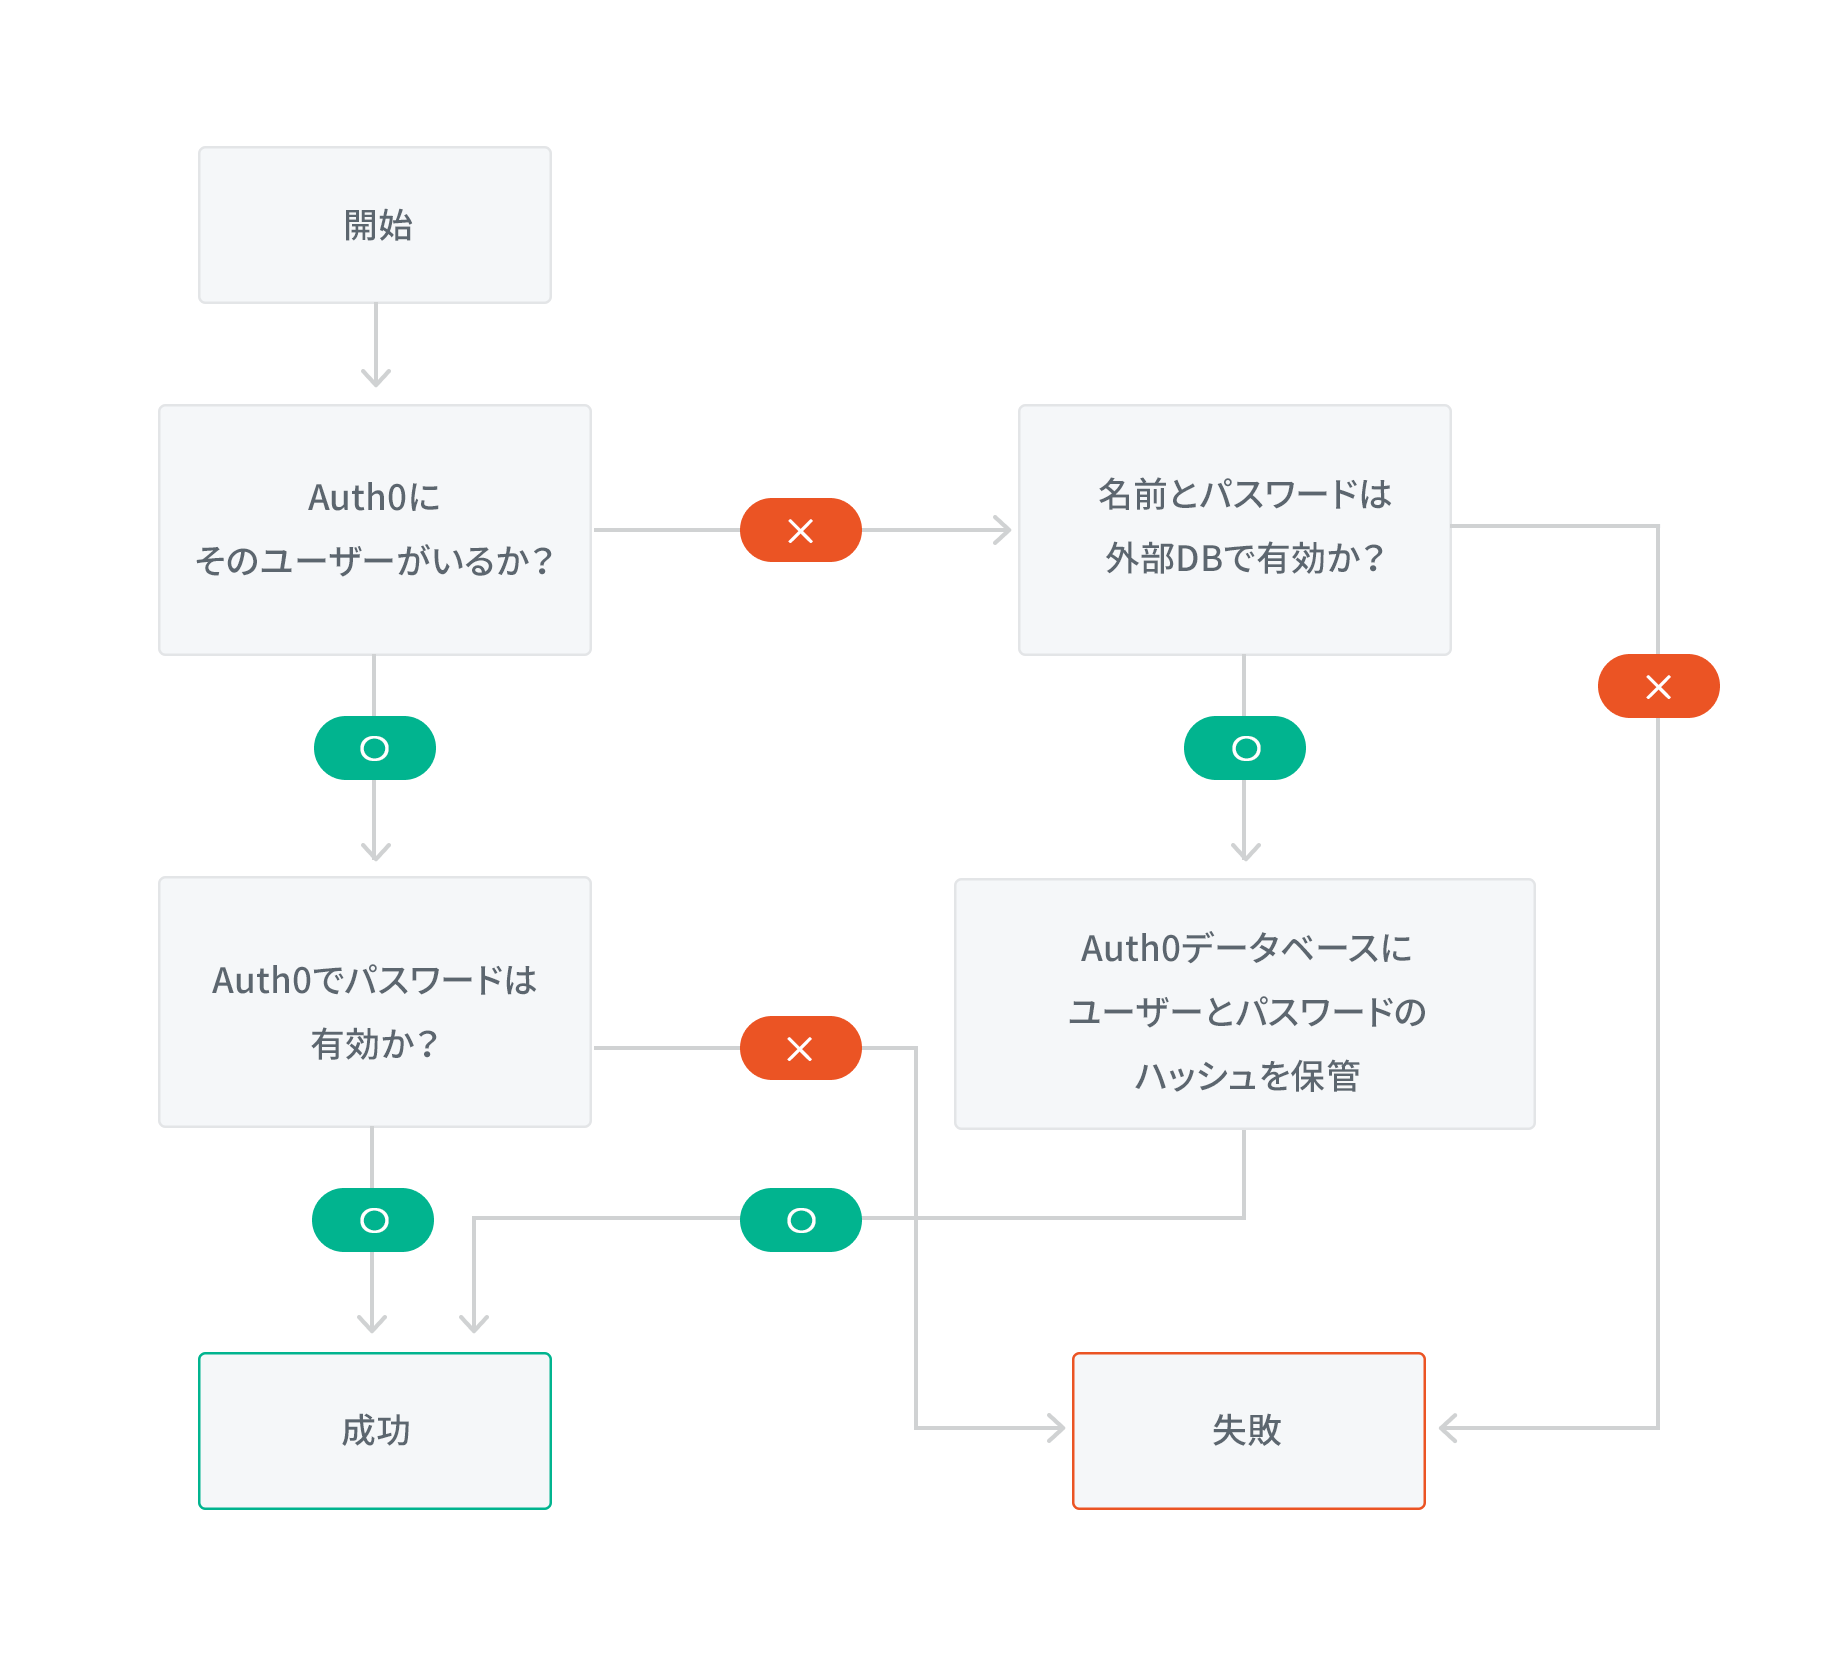 開始
Auth0に
そのユーザーがいるか？
×
名前とパスワードは
外部DBで有効か？
×
○
○
Auth0でパスワードは
有効か？
×
Auth0データベースに
ユーザーとパスワードの
ハッシュを保管
○
○
成功
失敗